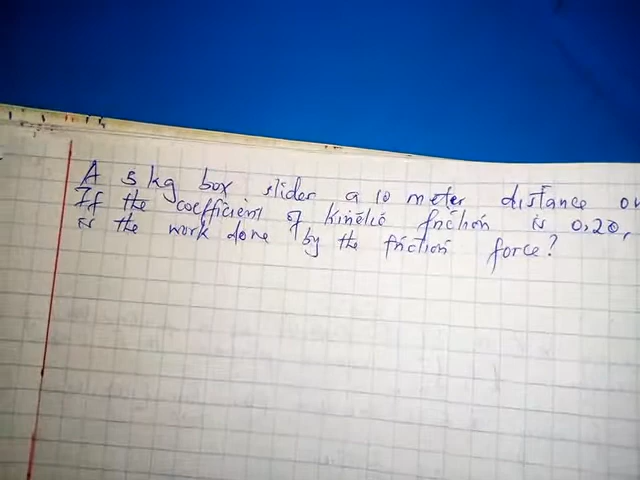 A 5 kg box slides a 10 meter distance on
If the coefficient of kinetic friction is 0,20,
is the work done by the friction force?